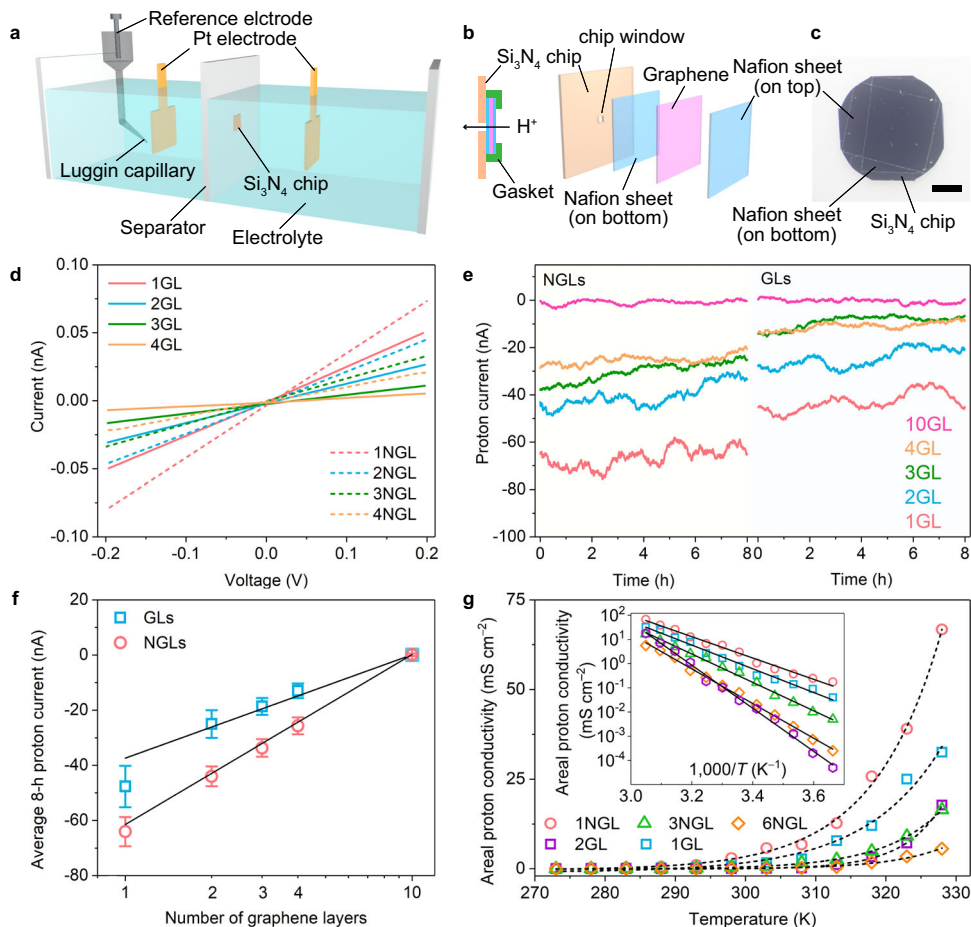 a
Reference elctrode
Pt electrode
Luggin capillary
Si₃N₄ chip
Separator
Electrolyte
b
Si₃N₄ chip
chip window
Graphene
Nafion sheet
(on top)
H⁺
Gasket
Nafion sheet
(on bottom)
c
Nafion sheet
(on bottom)
Si₃N₄ chip
d
0.10
0.05
0.00
-0.05
-0.10
Current (nA)
1GL
2GL
3GL
4GL
1NGL
2NGL
3NGL
4NGL
-0.2
-0.1
0.0
0.1
0.2
Voltage (V)
e
NGLs
GLs
0
-20
-40
-60
-80
-100
Proton current (nA)
10GL
4GL
3GL
2GL
1GL
0 2 4 6 8 0 2 4 6 8
Time (h)
Time (h)
f
GLs
NGLs
20
0
-20
-40
-60
-80
Average 8-h proton current (nA)
1 2 3 4 10
Number of graphene layers
g
75
50
25
0
Areal proton conductivity (mS cm⁻²)
10²
10¹
10⁰
10⁻¹
10⁻²
10⁻³
10⁻⁴
Areal proton conductivity
(mS cm⁻²)
1,000/T (K⁻¹)
3.0 3.2 3.4 3.6 3.8
1NGL 3NGL 6NGL
2GL 1GL
270 280 290 300 310 320 330
Temperature (K)